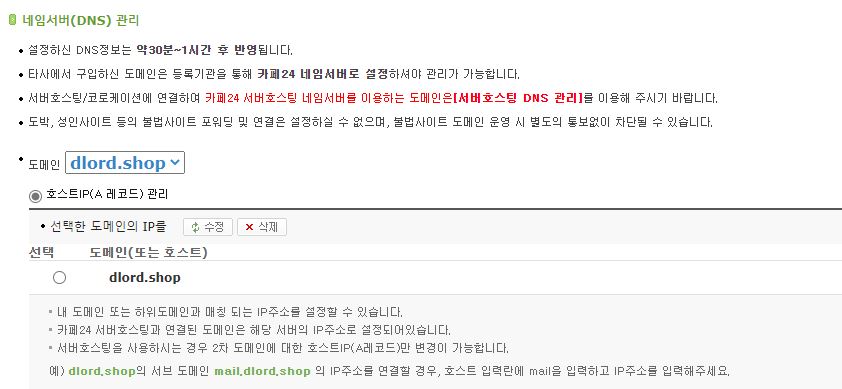 네임서버(DNS) 관리
설정하신 DNS정보는 약30분~1시간 후 반영됩니다.
타사에서 구입하신 도메인은 등록기관을 통해 카페24 네임서버로 설정하셔야 관리가 가능합니다.
서버호스팅/코로케이션에 연결하여 카페24 서버호스팅 네임서버를 이용하는 도메인은[서버호스팅 DNS 관리]를 이용해 주시기 바랍니다.
도박, 성인사이트 등의 불법사이트 포워딩 및 연결은 설정하실 수 없으며, 불법사이트 도메인 운영 시 별도의 통보없이 차단될 수 있습니다.
도메인 dlord.shop
호스트IP(A 레코드) 관리
선택한 도메인의 IP를 수정 삭제
선택 도메인(또는 호스트)
dlord.shop
내 도메인 또는 하위도메인과 매칭 되는 IP주소를 설정할 수 있습니다.
카페24 서버호스팅과 연결된 도메인은 해당 서버의 IP주소로 설정되어있습니다.
서버호스팅을 사용하시는 경우 2차 도메인에 대한 호스트IP(A레코드)만 변경이 가능합니다.
예) dlord.shop의 서브 도메인 mail.dlord.shop 의 IP주소를 연결할 경우, 호스트 입력란에 mail을 입력하고 IP주소를 입력해주세요.